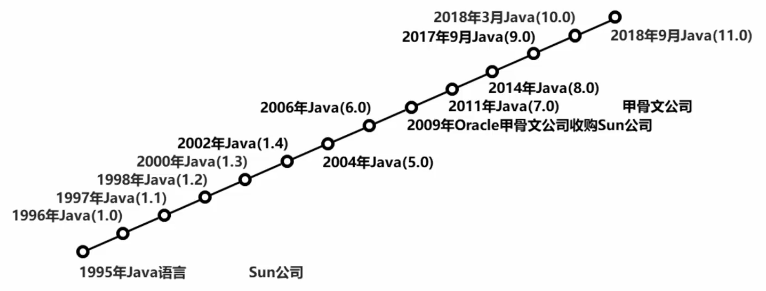 2018年3月Java(10.0)
2018年9月Java(11.0)
2017年9月Java(9.0)
2014年Java(8.0)
2006年Java(6.0)
2011年Java(7.0)
甲骨文公司
2009年Oracle甲骨文公司收购Sun公司
2002年Java(1.4)
2000年Java(1.3)
2004年Java(5.0)
1998年Java(1.2)
1997年Java(1.1)
1996年Java(1.0)
1995年Java语言
Sun公司